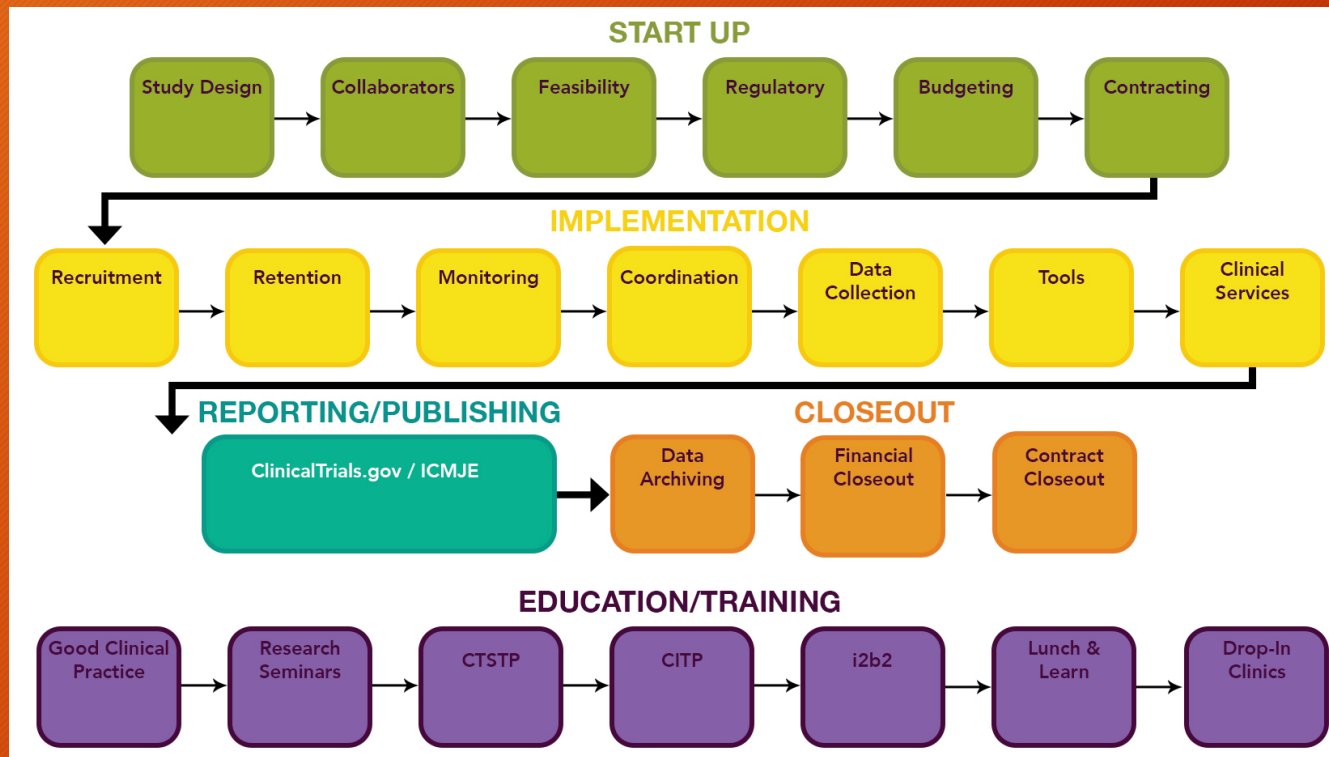 START UP
Study Design
Collaborators
Feasibility
Regulatory
Budgeting
Contracting
IMPLEMENTATION
Recruitment
Retention
Monitoring
Coordination
Data
Collection
Tools
Clinical
Services
REPORTING/PUBLISHING
ClinicalTrials.gov / ICMJE
CLOSEOUT
Data
Archiving
Financial
Closeout
Contract
Closeout
EDUCATION/TRAINING
Good Clinical
Practice
Research
Seminars
CTSTP
CITP
i2b2
Lunch &
Learn
Drop-In
Clinics